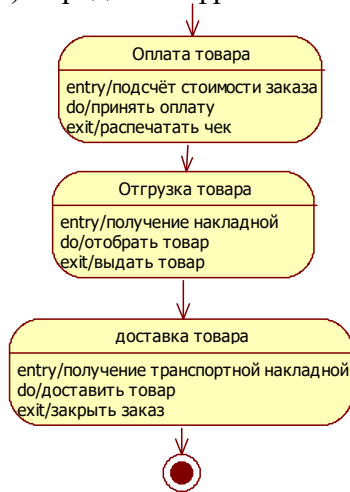 Оплата товара
entry/подсчёт стоимости заказа
do/принять оплату
exit/распечатать чек
Отгрузка товара
entry/получение накладной
do/отобрать товар
exit/выдать товар
доставка товара
entry/получение транспортной накладной
do/доставить товар
exit/закрыть заказ